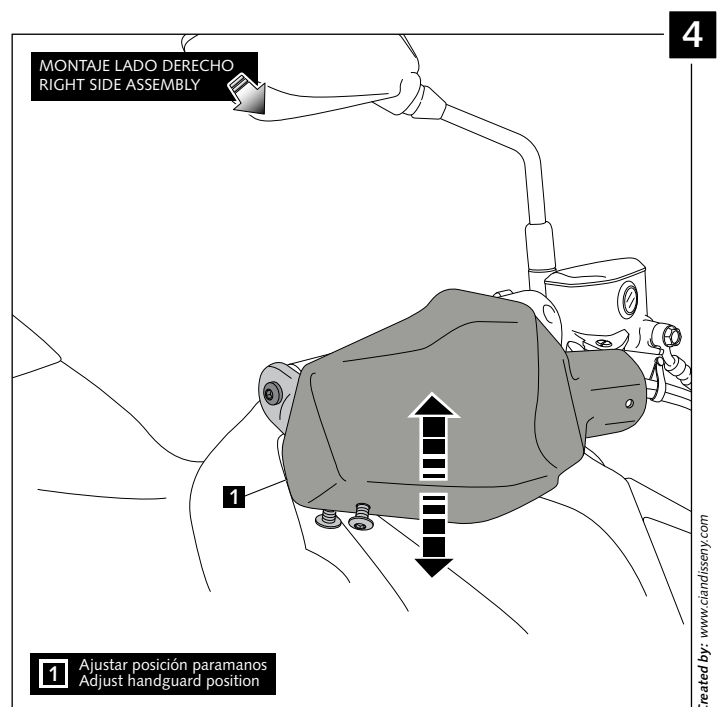 4
MONTAJE LADO DERECHO
RIGHT SIDE ASSEMBLY
1
1
Ajustar posición paramanos
Adjust handguard position
Created by: www.ciandisseny.com